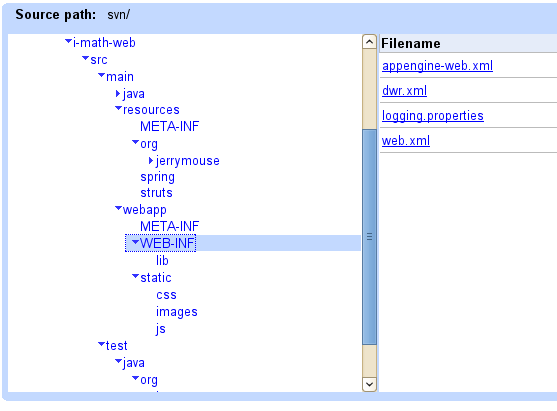 Source path: svn/
i-math-web
src
main
java
resources
META-INF
org
jerrymouse
spring
struts
webapp
META-INF
WEB-INF
lib
static
css
images
js
test
java
org
Filename
appengine-web.xml
dwr.xml
logging.properties
web.xml